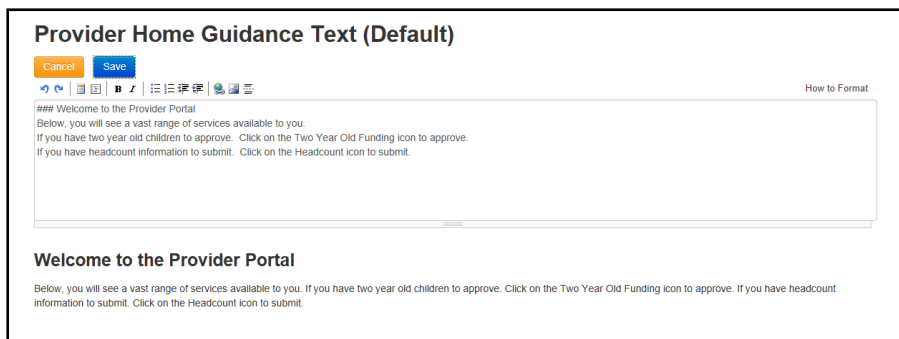 Provider Home Guidance Text (Default)
Cancel Save
B I How to Format
### Welcome to the Provider Portal
Below, you will see a vast range of services available to you.
If you have two year old children to approve.  Click on the Two Year Old Funding icon to approve.
If you have headcount information to submit.  Click on the Headcount icon to submit.
Welcome to the Provider Portal
Below, you will see a vast range of services available to you. If you have two year old children to approve. Click on the Two Year Old Funding icon to approve. If you have headcount
information to submit. Click on the Headcount icon to submit.